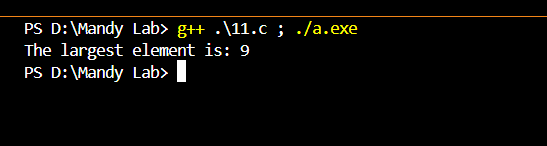 PS D:\Mandy Lab> g++ .\11.c ; ./a.exe
The largest element is: 9
PS D:\Mandy Lab>